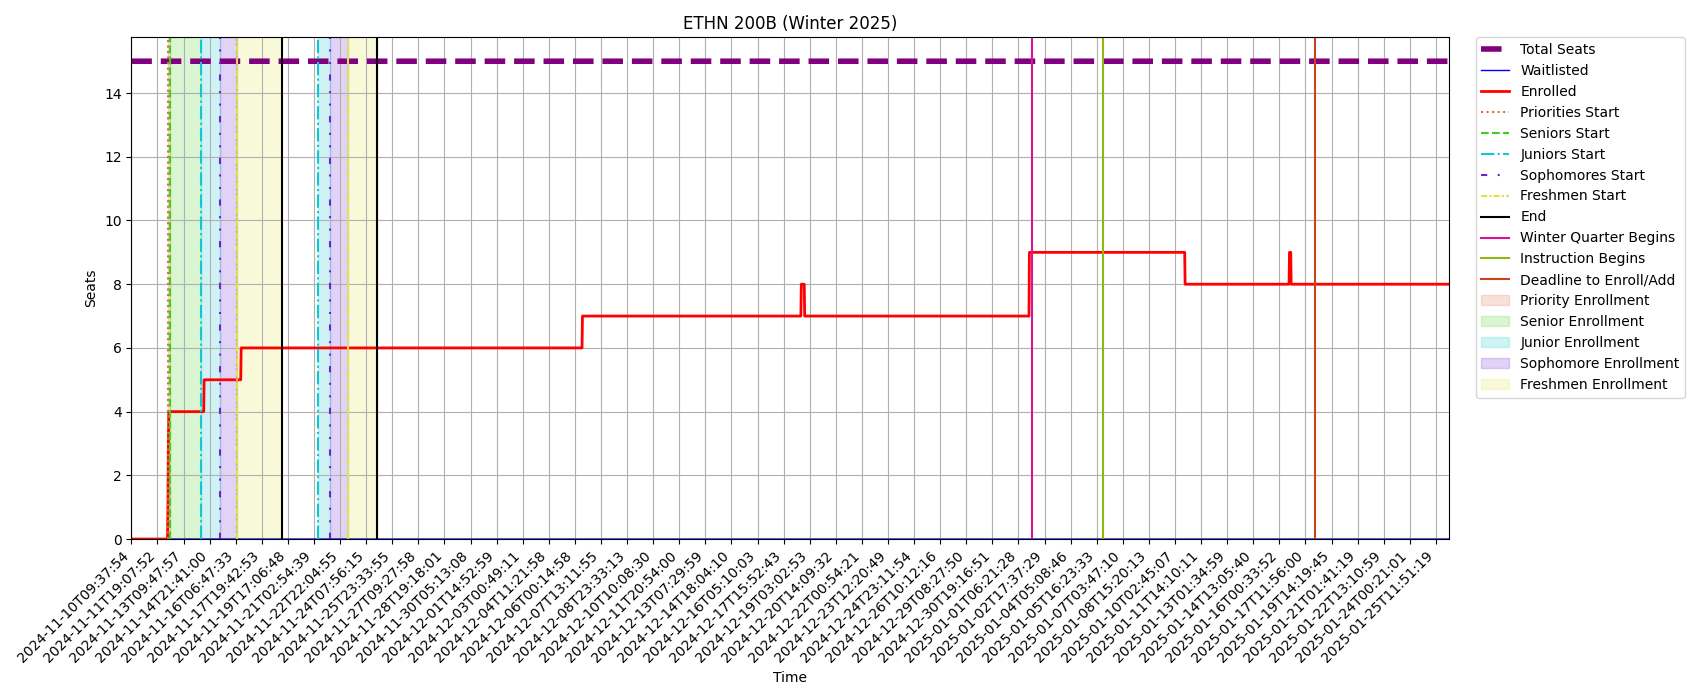 ETHN 200B (Winter 2025)
Seats
14
12
10
8
6
4
2
0
2024-11-10T09:37:54
2024-11-11T19:07:52
2024-11-13T09:47:57
2024-11-14T21:41:00
2024-11-16T06:47:33
2024-11-17T19:42:53
2024-11-19T17:06:48
2024-11-21T02:54:39
2024-11-22T22:04:55
2024-11-24T07:56:15
2024-11-25T23:33:55
2024-11-27T09:27:58
2024-11-28T19:18:01
2024-11-30T05:13:08
2024-12-01T14:52:59
2024-12-03T00:49:11
2024-12-04T11:21:58
2024-12-06T00:14:58
2024-12-07T13:11:55
2024-12-08T23:33:13
2024-12-10T10:08:30
2024-12-11T20:54:00
2024-12-13T07:29:59
2024-12-14T18:04:10
2024-12-16T05:10:03
2024-12-17T15:52:43
2024-12-19T03:02:53
2024-12-20T14:09:32
2024-12-22T00:54:21
2024-12-23T12:20:49
2024-12-24T23:11:54
2024-12-26T10:12:16
2024-12-29T08:27:50
2024-12-30T19:16:51
2025-01-01T06:21:28
2025-01-02T17:37:29
2025-01-04T05:08:46
2025-01-05T16:23:33
2025-01-07T03:47:10
2025-01-08T15:20:13
2025-01-10T02:45:07
2025-01-11T14:10:11
2025-01-13T01:34:59
2025-01-14T13:05:40
2025-01-16T00:33:52
2025-01-17T11:56:00
2025-01-19T14:19:45
2025-01-21T01:41:19
2025-01-22T13:10:59
2025-01-24T00:21:01
2025-01-25T11:51:19
Time
Total Seats
Waitlisted
Enrolled
Priorities Start
Seniors Start
Juniors Start
Sophomores Start
Freshmen Start
End
Winter Quarter Begins
Instruction Begins
Deadline to Enroll/Add
Priority Enrollment
Senior Enrollment
Junior Enrollment
Sophomore Enrollment
Freshmen Enrollment